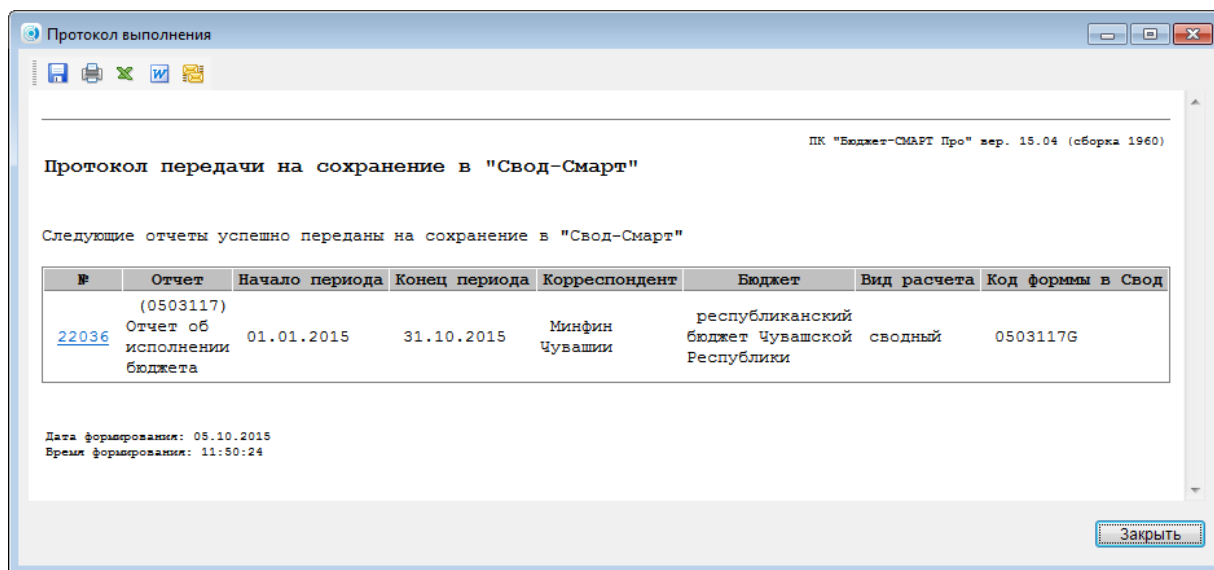 Протокол выполнения
ПК "Бюджет-СМАРТ Про" вер. 15.04 (сборка 1960)
Протокол передачи на сохранение в "Свод-Смарт"
Следующие отчеты успешно переданы на сохранение в "Свод-Смарт"
№ Отчет Начало периода Конец периода Корреспондент Бюджет Вид расчета Код форммы в Свод
22036
(0503117)
Отчет об
исполнении
бюджета
01.01.2015
31.10.2015
Минфин
Чувашии
республиканский
бюджет Чувашской
Республики
сводный
0503117G
Дата формирования: 05.10.2015
Время формирования: 11:50:24
Закрыть